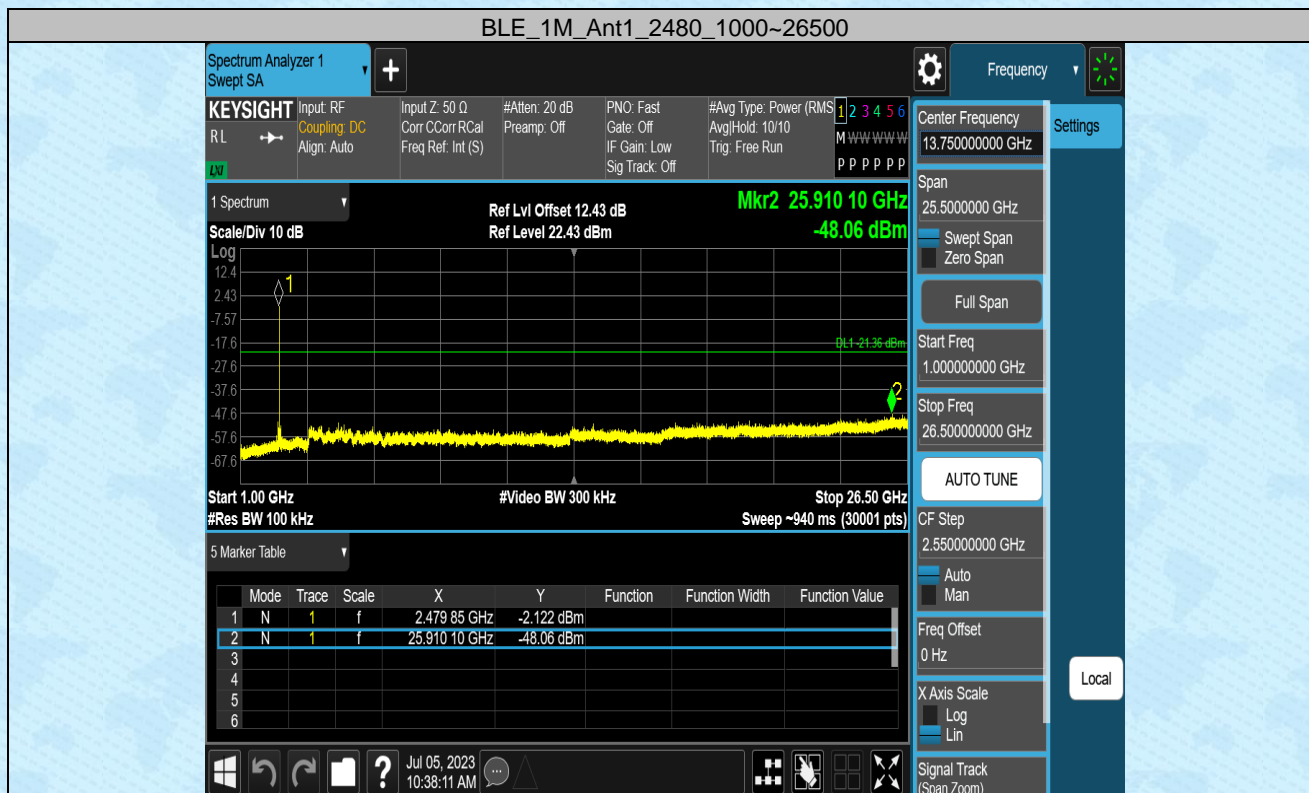 BLE_1M_Ant1_2480_1000~26500
Spectrum Analyzer 1
Swept SA
+
Frequency
KEYSIGHT
RL
LXI
Input: RF
Coupling: DC
Align: Auto
Input Z: 50 Ω
Corr CCorr RCal
Freq Ref: Int (S)
#Atten: 20 dB
Preamp: Off
PNO: Fast
Gate: Off
IF Gain: Low
Sig Track: Off
#Avg Type: Power (RMS
Avg|Hold: 10/10
Trig: Free Run
1 2 3 4 5 6
M W W W W W
P P P P P P
1 Spectrum
Scale/Div 10 dB
Ref Lvl Offset 12.43 dB
Ref Level 22.43 dBm
Mkr2 25.910 10 GHz
-48.06 dBm
Log
12.4
2.43
-7.57
-17.6
-27.6
-37.6
-47.6
-57.6
-67.6
1
DL1 -21.36 dBm
2
Start 1.00 GHz
#Video BW 300 kHz
Stop 26.50 GHz
#Res BW 100 kHz
Sweep ~940 ms (30001 pts)
5 Marker Table
Mode Trace Scale X Y Function Function Width Function Value
1 N 1 f 2.479 85 GHz -2.122 dBm
2 N 1 f 25.910 10 GHz -48.06 dBm
3
4
5
6
Jul 05, 2023
10:38:11 AM
?
Center Frequency
13.750000000 GHz
Settings
Span
25.5000000 GHz
Swept Span
Zero Span
Full Span
Start Freq
1.000000000 GHz
Stop Freq
26.500000000 GHz
AUTO TUNE
CF Step
2.550000000 GHz
Auto
Man
Freq Offset
0 Hz
X Axis Scale
Log
Lin
Local
Signal Track
(Span Zoom)